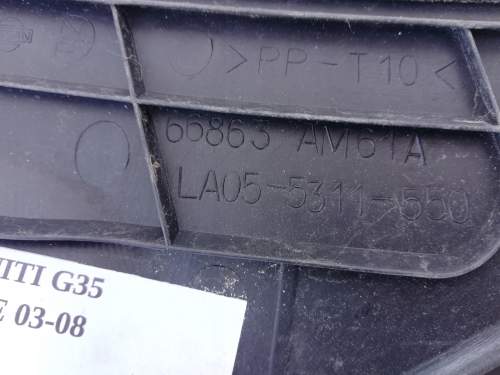 >PP-T10<
66863 AM61A
LA05-5311-550
ITI G35
E 03-08